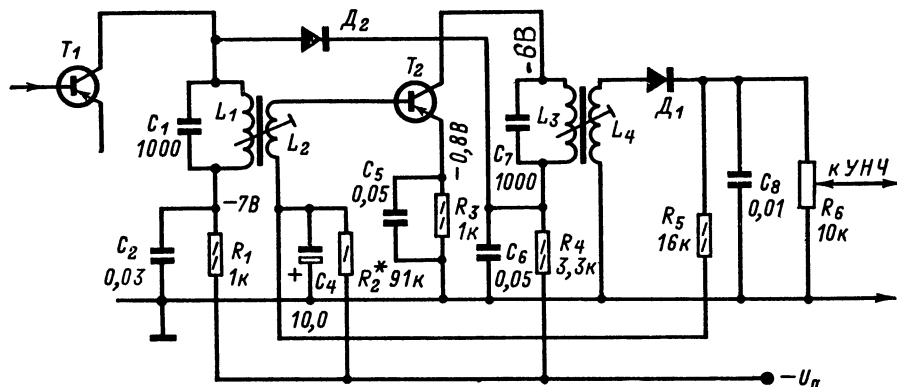 T1
Д2
T2
-6В
C1
1000
L1
L2
C5
0,05
-0,8В
R3
1к
C7
1000
L3
L4
Д1
к УНЧ
-7В
C2
0,03
R1
1к
C4
+
10,0
R2* 91к
C6
0,05
R4
3,3к
R5
16к
C8
0,01
R6
10к
-Uп